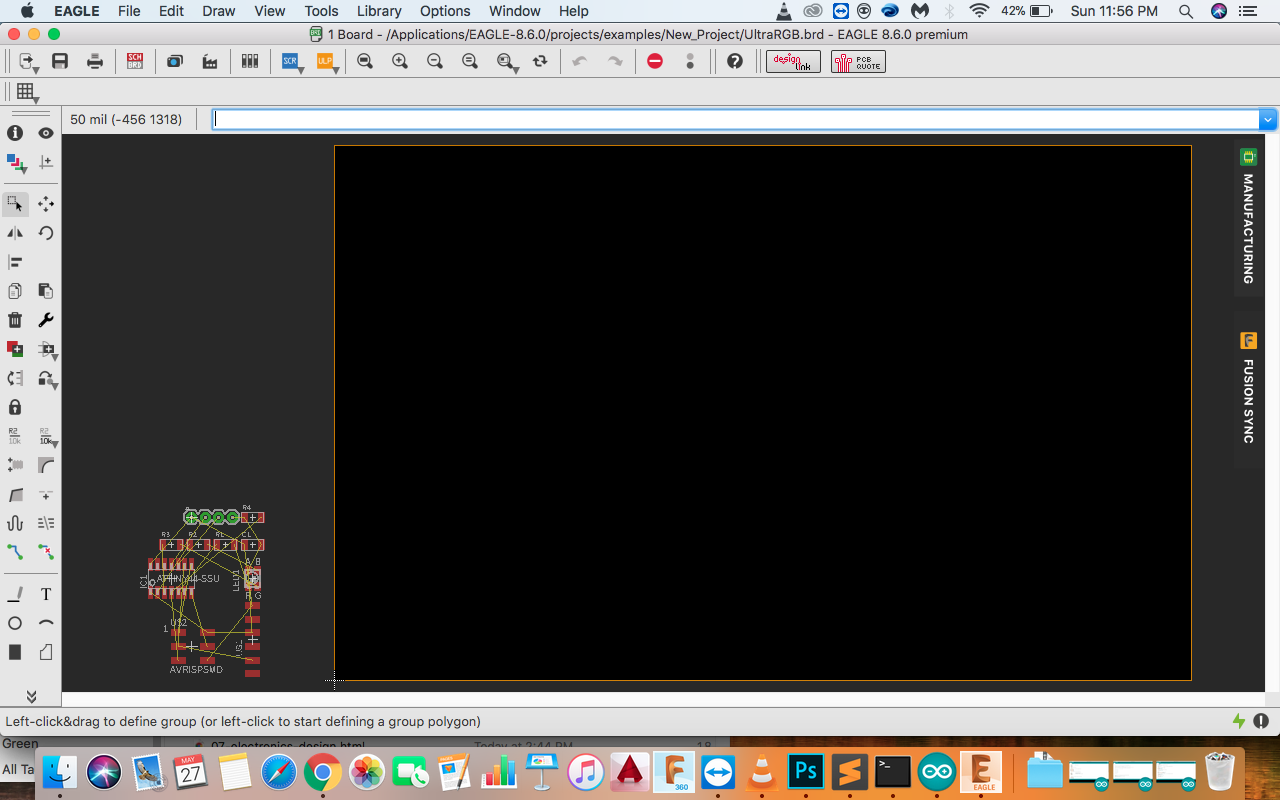 EAGLE File Edit Draw View Tools Library Options Window Help 42% Sun 11:56 PM
1 Board - /Applications/EAGLE-8.6.0/projects/examples/New_Project/UltraRGB.brd - EAGLE 8.6.0 premium
SCH BRD SCR ULP design link PCB QUOTE
50 mil (-456 1318)
MANUFACTURING
FUSION SYNC
R2 10k R2 10k
R4
R3 R2 R1 C1
A B
IC1 ATTINY44-SSU LED1
R G
1
AVRISPSMD
T
Left-click&drag to define group (or left-click to start defining a group polygon)
Green 07_electronics_design.html Today at 2:44 PM 18
All Ta
MAY
27
360
Ps
>_
E
EAGLE